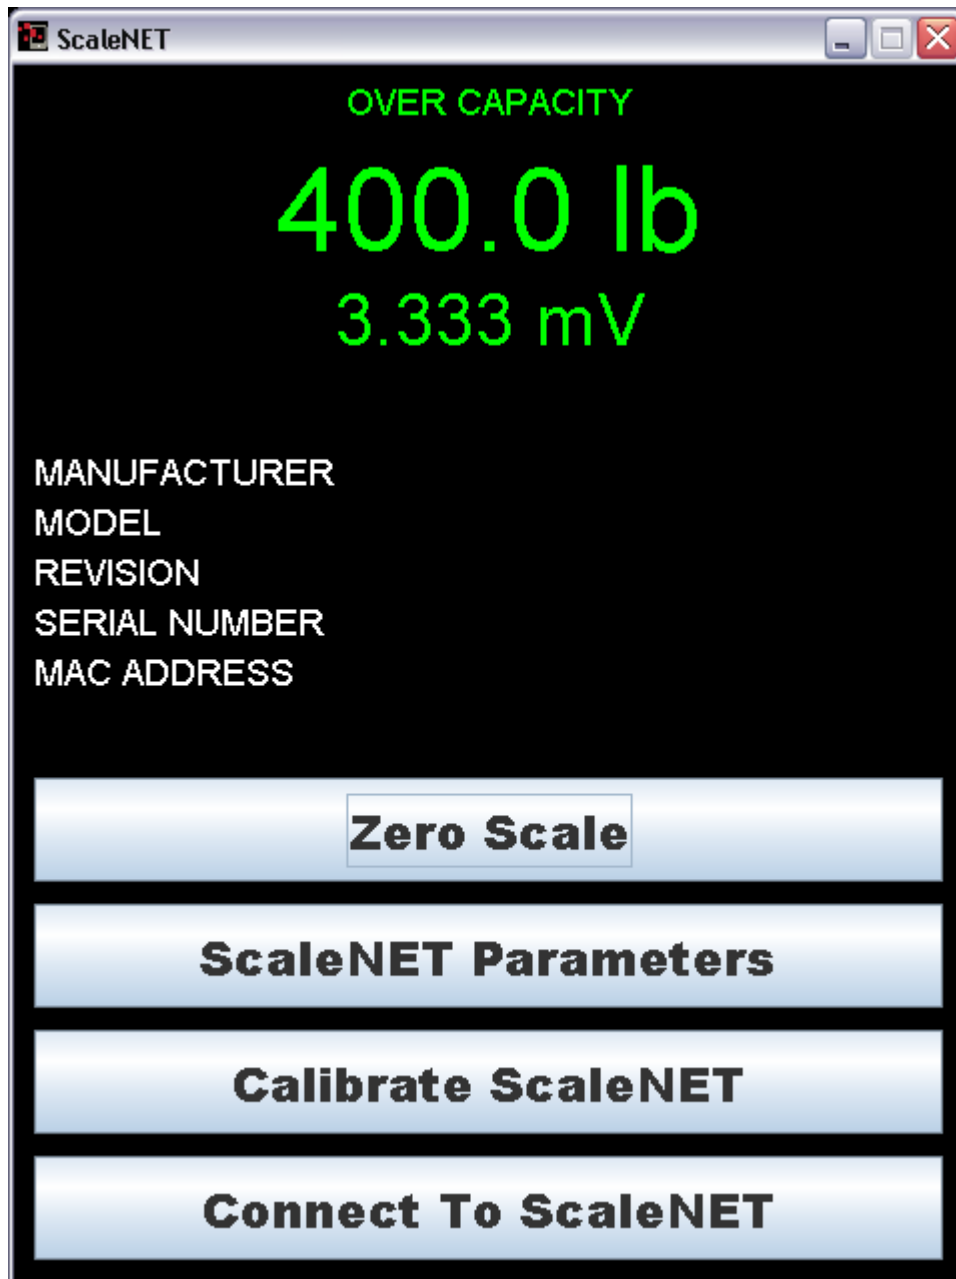 ScaleNET
OVER CAPACITY
400.0 lb
3.333 mV
MANUFACTURER
MODEL
REVISION
SERIAL NUMBER
MAC ADDRESS
Zero Scale
ScaleNET Parameters
Calibrate ScaleNET
Connect To ScaleNET